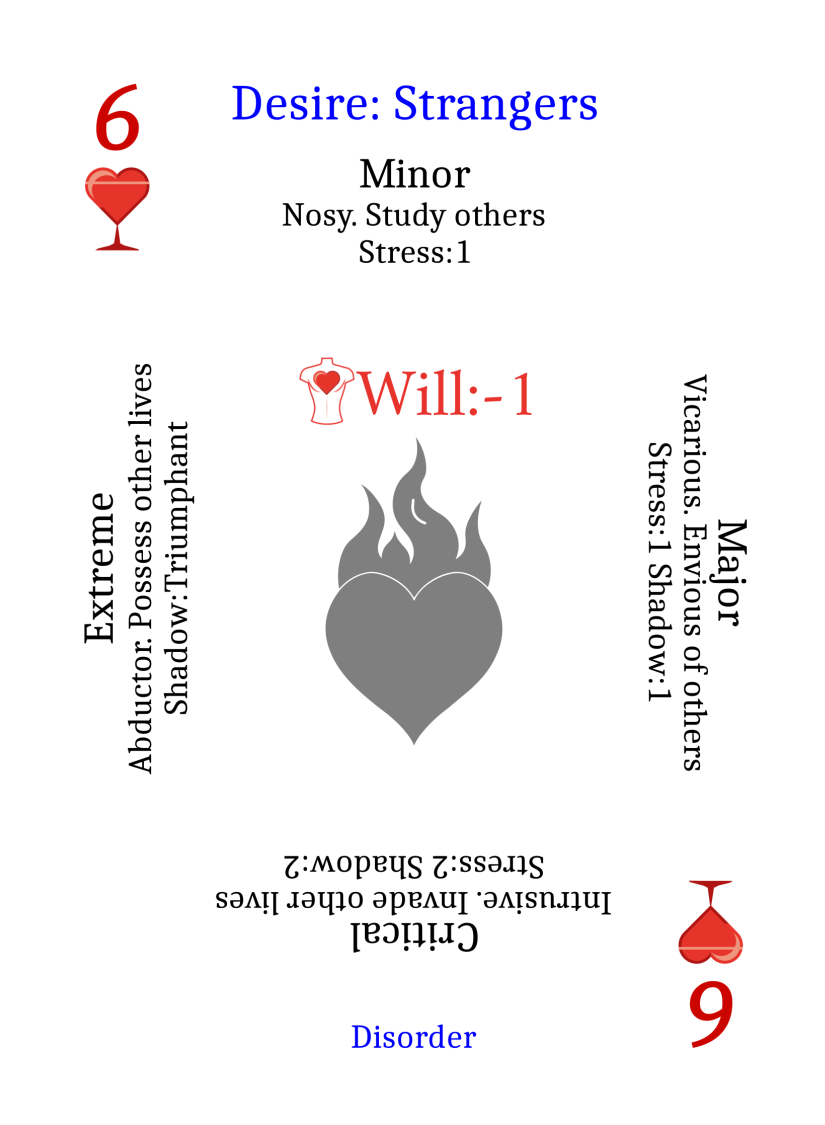 6
Desire: Strangers
Minor
Nosy. Study others
Stress:1
Will:-1
Major
Vicarious. Envious of others
Stress:1 Shadow:1
Critical
Intrusive. Invade other lives
Stress:2 Shadow:2
Extreme
Abductor. Possess other lives
Shadow:Triumphant
Disorder
6